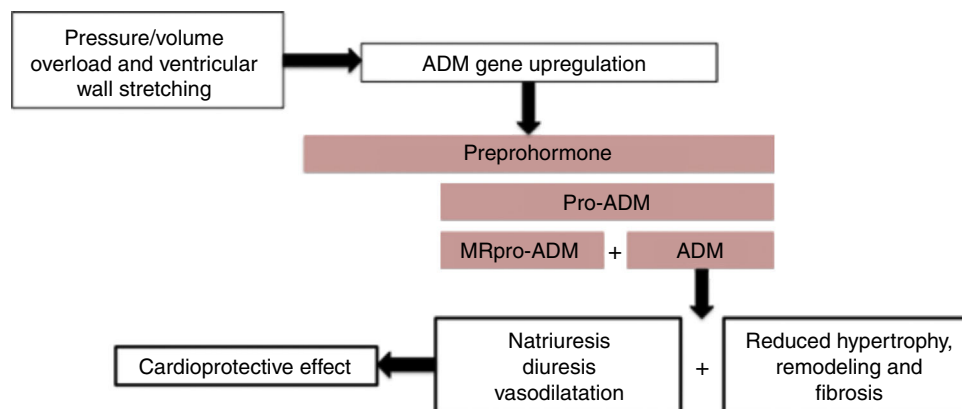 Pressure/volume
overload and ventricular
wall stretching
ADM gene upregulation
Preprohormone
Pro-ADM
MRpro-ADM + ADM
Cardioprotective effect
Natriuresis
diuresis
vasodilatation
+
Reduced hypertrophy,
remodeling and
fibrosis